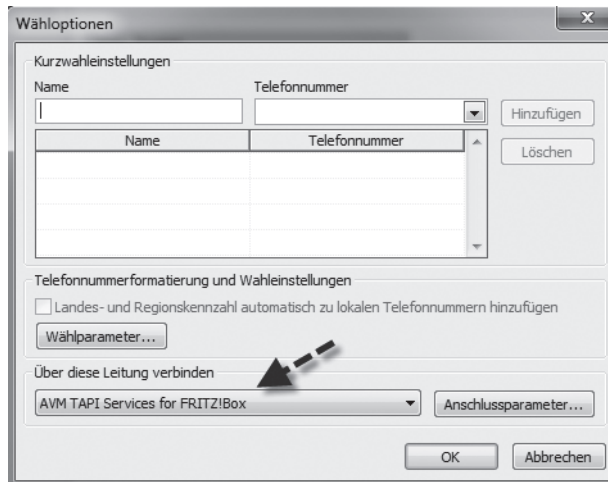 Wähloptionen
Kurzwahleinstellungen
Name Telefonnummer
Hinzufügen
Name Telefonnummer
Löschen
Telefonnummerformatierung und Wahleinstellungen
Landes- und Regionskennzahl automatisch zu lokalen Telefonnummern hinzufügen
Wählparameter...
Über diese Leitung verbinden
AVM TAPI Services for FRITZ!Box Anschlussparameter...
OK Abbrechen